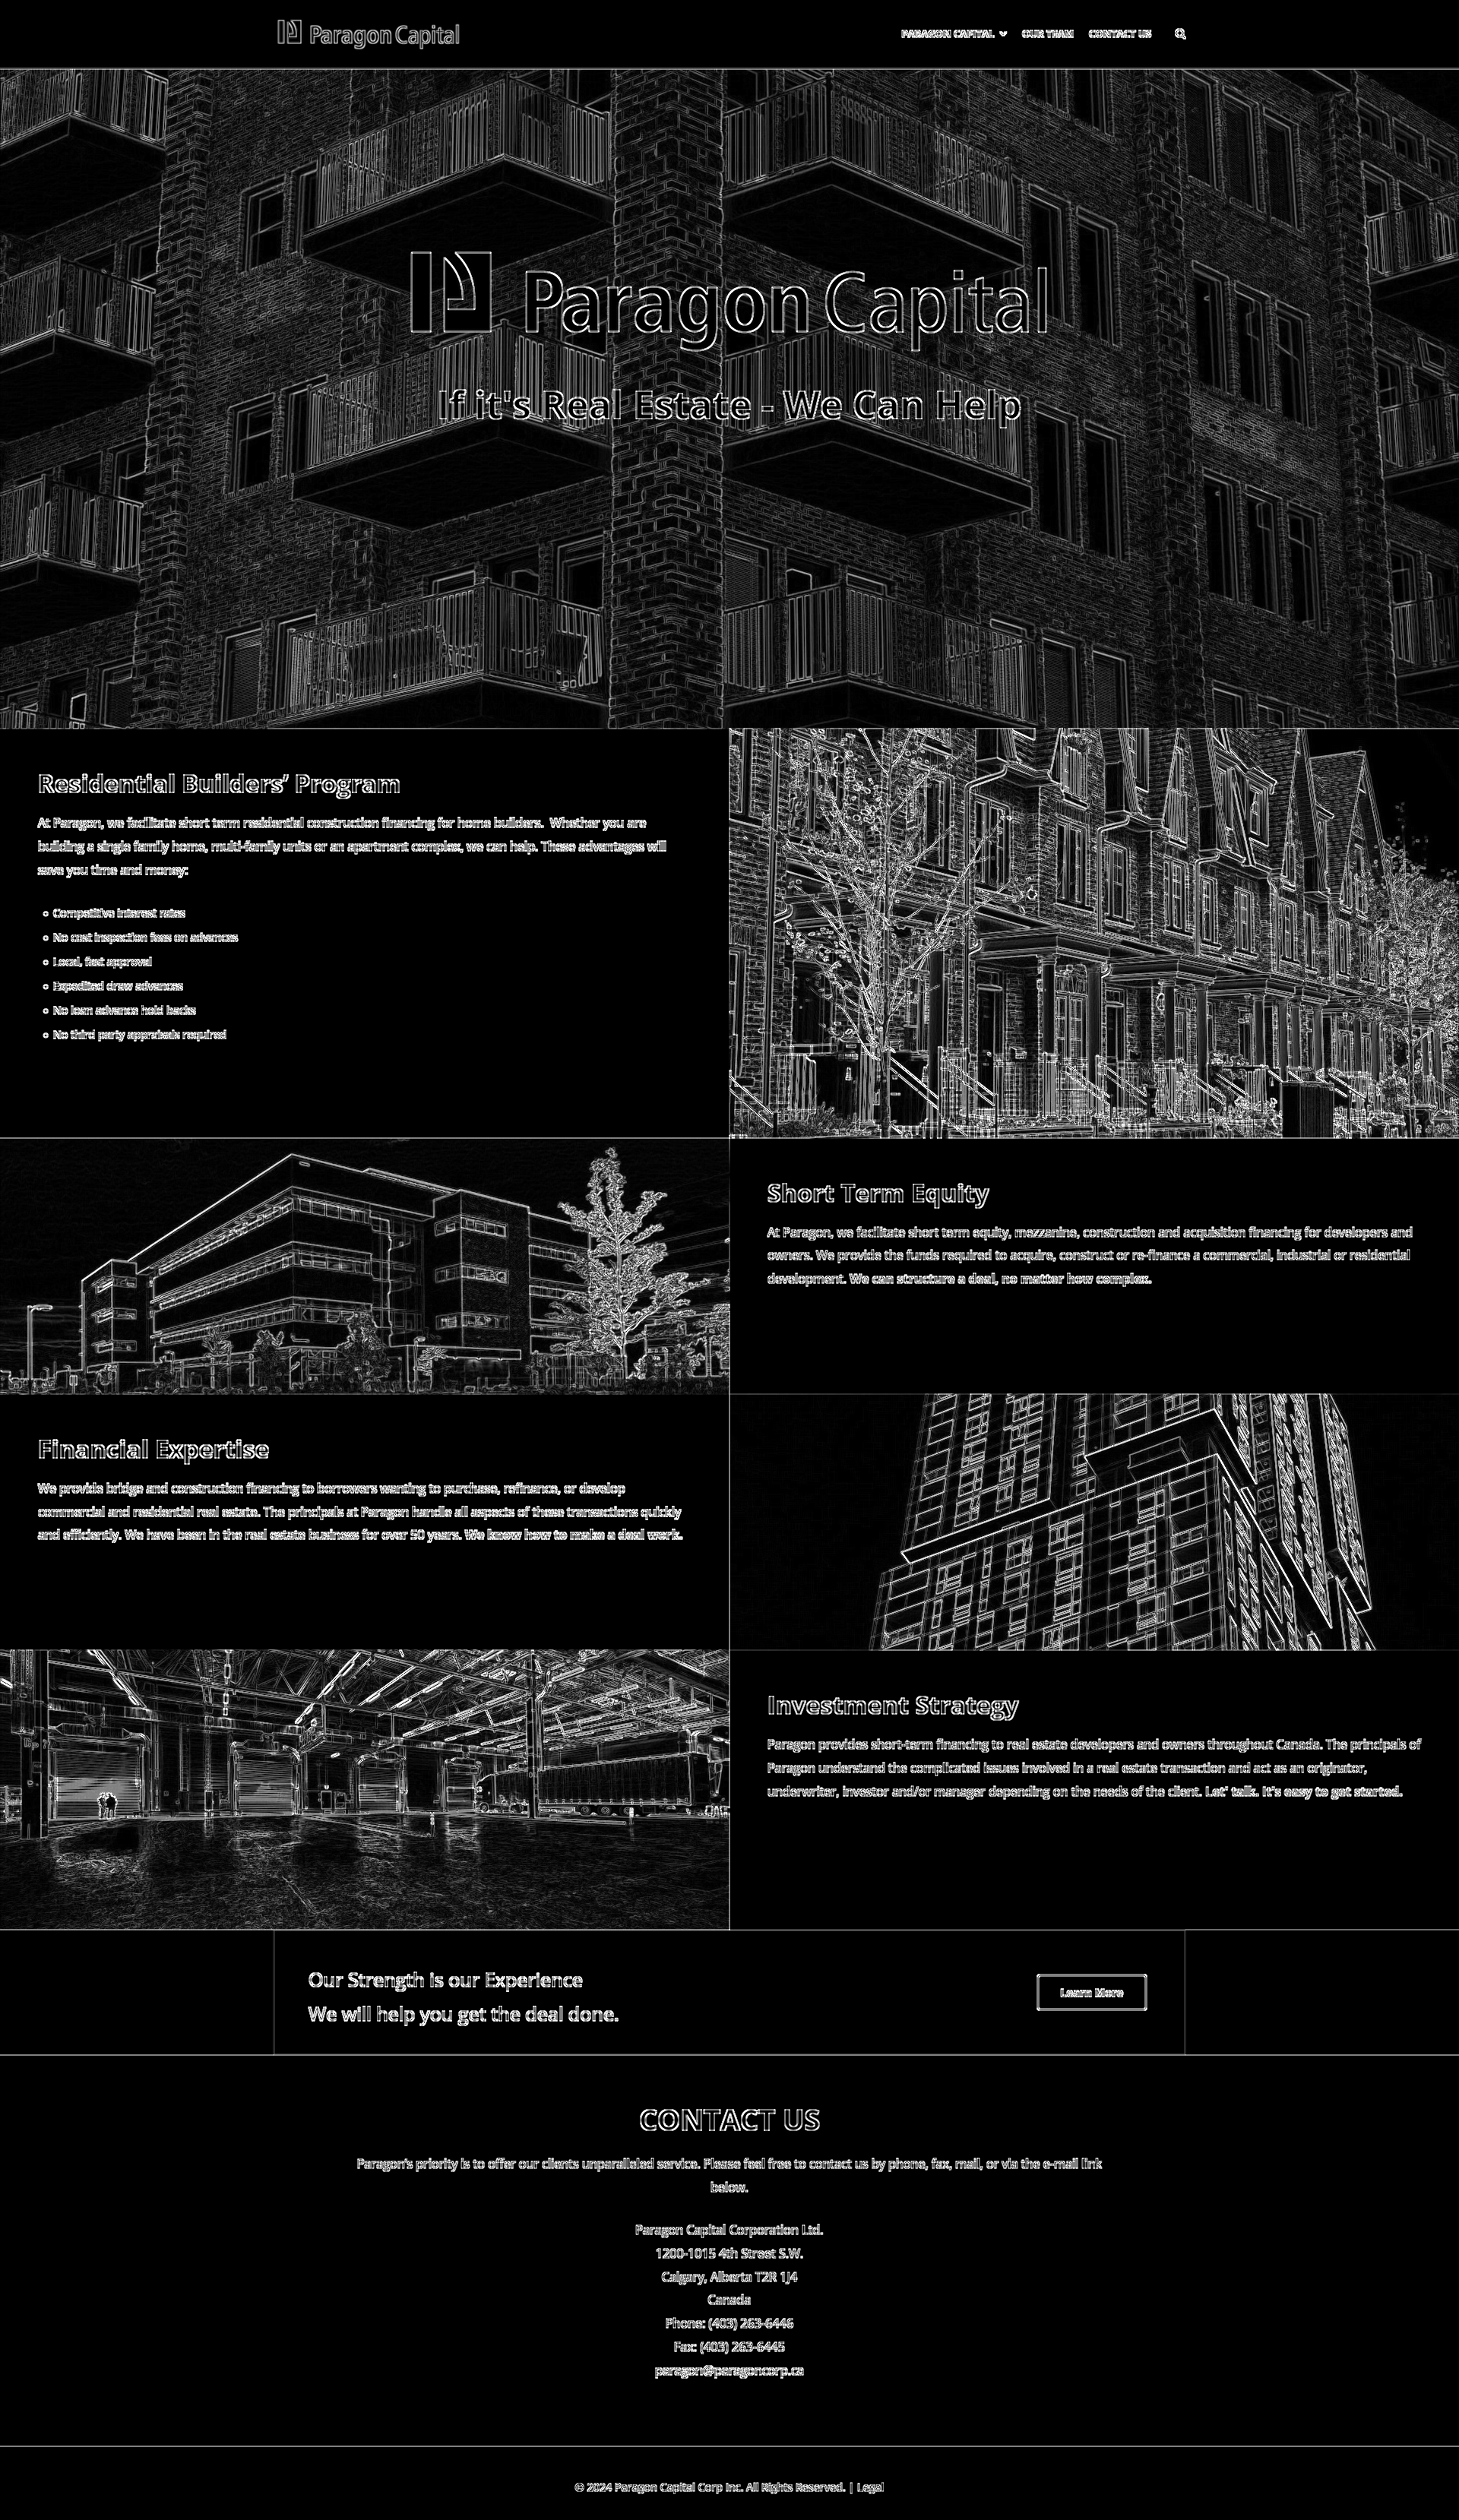 Paragon Capital
PARAGON CAPITAL OUR TEAM CONTACT US
Paragon Capital
If it's Real Estate - We Can Help
Residential Builders’ Program
At Paragon, we facilitate short term residential construction financing for home builders.  Whether you are
building a single family home, multi-family units or an apartment complex, we can help. These advantages will
save you time and money:
Competitive interest rates
No cost inspection fees on advances
Local, fast approval
Expedited draw advances
No loan advance hold backs
No third party appraisals required
Short Term Equity
At Paragon, we facilitate short term equity, mezzanine, construction and acquisition financing for developers and
owners. We provide the funds required to acquire, construct or re-finance a commercial, industrial or residential
development. We can structure a deal, no matter how complex.
Financial Expertise
We provide bridge and construction financing to borrowers wanting to purchase, refinance, or develop
commercial and residential real estate. The principals at Paragon handle all aspects of these transactions quickly
and efficiently. We have been in the real estate business for over 50 years. We know how to make a deal work.
Investment Strategy
Paragon provides short-term financing to real estate developers and owners throughout Canada. The principals of
Paragon understand the complicated issues involved in a real estate transaction and act as an originator,
underwriter, investor and/or manager depending on the needs of the client. Let' talk. It's easy to get started.
Our Strength is our Experience
We will help you get the deal done.
Learn More
CONTACT US
Paragon's priority is to offer our clients unparalleled service. Please feel free to contact us by phone, fax, mail, or via the e-mail link
below.
Paragon Capital Corporation Ltd.
1200-1015 4th Street S.W.
Calgary, Alberta T2R 1J4
Canada
Phone: (403) 263-6446
Fax: (403) 263-6445
paragon@paragoncorp.ca
© 2024 Paragon Capital Corp Inc. All Rights Reserved. | Legal